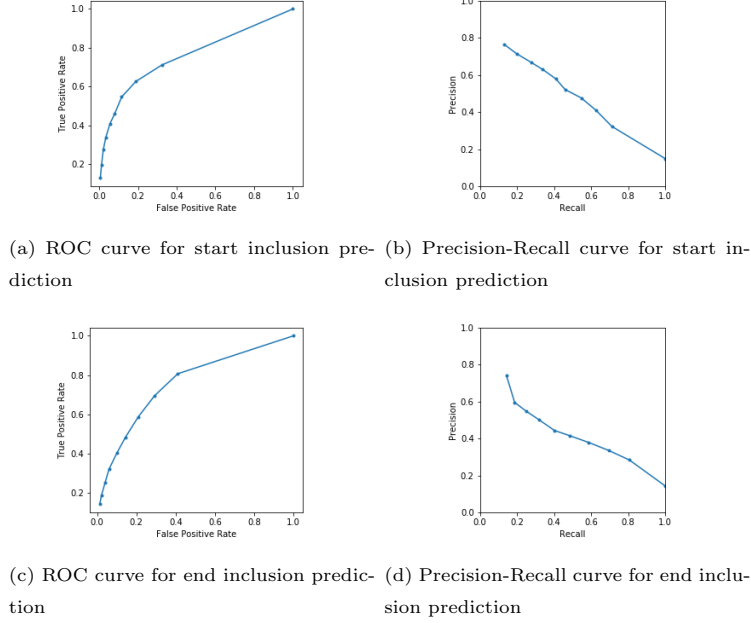 1.0
0.8
0.6
0.4
0.2
True Positive Rate
0.0 0.2 0.4 0.6 0.8 1.0
False Positive Rate
1.0
0.8
0.6
0.4
0.2
0.0
Precision
0.0 0.2 0.4 0.6 0.8 1.0
Recall
(a) ROC curve for start inclusion pre-
diction
(b) Precision-Recall curve for start in-
clusion prediction
1.0
0.8
0.6
0.4
0.2
True Positive Rate
0.0 0.2 0.4 0.6 0.8 1.0
False Positive Rate
1.0
0.8
0.6
0.4
0.2
0.0
Precision
0.0 0.2 0.4 0.6 0.8 1.0
Recall
(c) ROC curve for end inclusion predic-
tion
(d) Precision-Recall curve for end inclu-
sion prediction